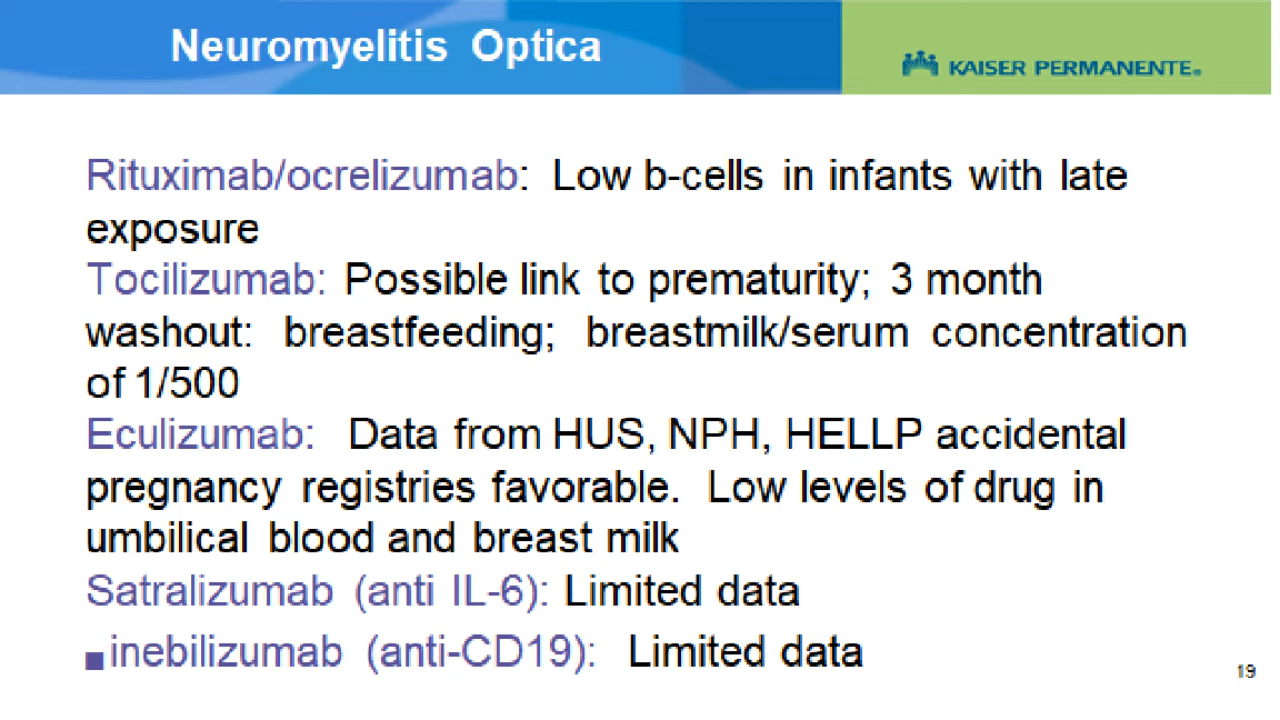 Neuromyelitis Optica
KAISER PERMANENTE®
Rituximab/ocrelizumab: Low b-cells in infants with late
exposure
Tocilizumab: Possible link to prematurity; 3 month
washout: breastfeeding; breastmilk/serum concentration
of 1/500
Eculizumab: Data from HUS, NPH, HELLP accidental
pregnancy registries favorable. Low levels of drug in
umbilical blood and breast milk
Satralizumab (anti IL-6): Limited data
inebilizumab (anti-CD19): Limited data
19